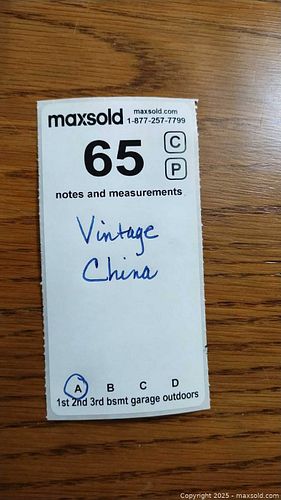 maxsold maxsold.com
1-877-257-7799
65 C
P
notes and measurements
Vintage
China
A B C D
1st 2nd 3rd bsmt garage outdoors
Copyright 2025 - maxsold.com